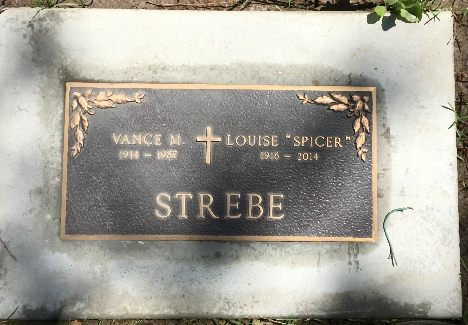 VANCE M. LOUISE "SPICER"
1914 - 1987 1916 - 2014
STREBE